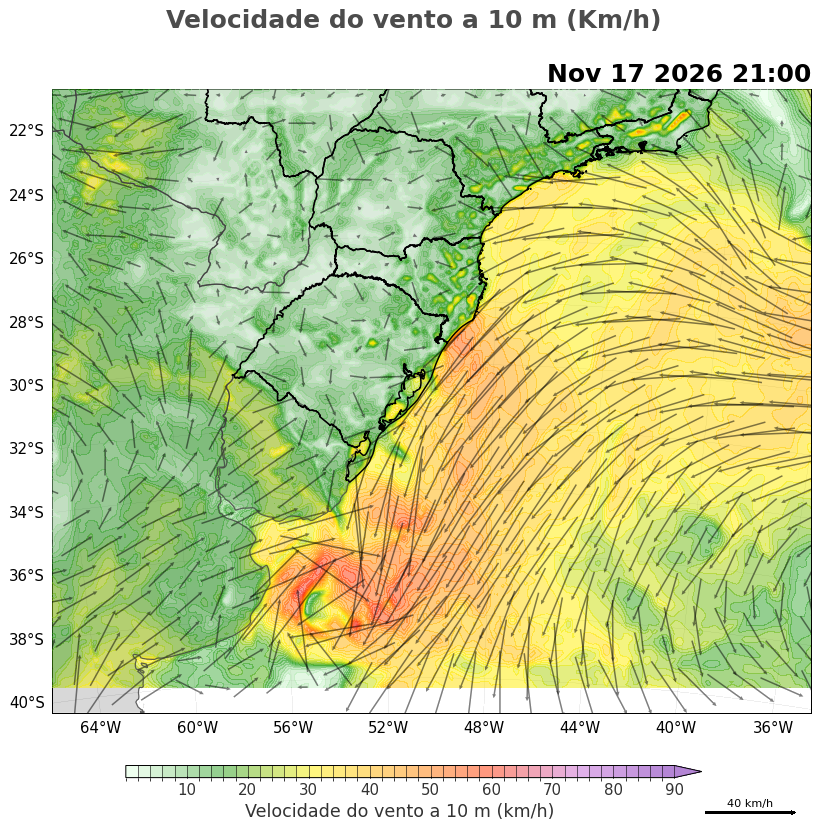 Velocidade do vento a 10 m (Km/h)
Nov 17 2026 21:00
22°S
24°S
26°S
28°S
30°S
32°S
34°S
36°S
38°S
40°S
64°W 60°W 56°W 52°W 48°W 44°W 40°W 36°W
10 20 30 40 50 60 70 80 90
Velocidade do vento a 10 m (km/h)
40 km/h